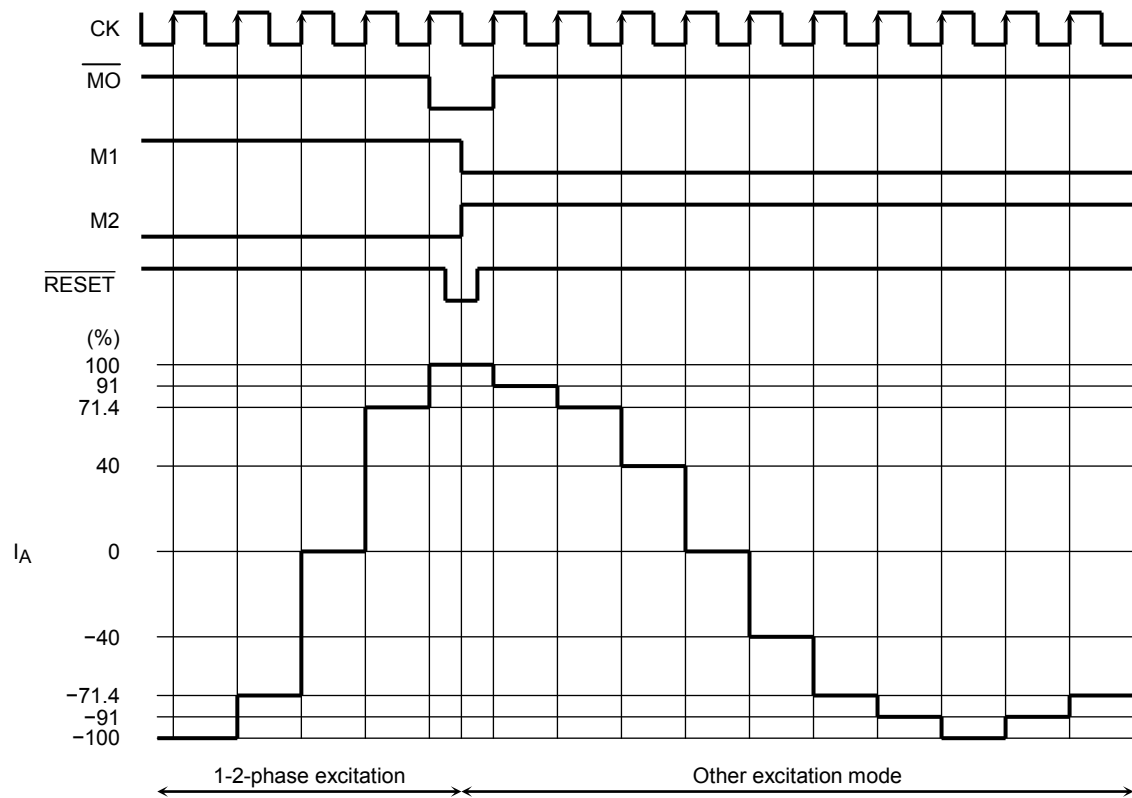 CK
MO
M1
M2
RESET
(%)
100
91
71.4
40
IA 0
−40
−71.4
−91
−100
1-2-phase excitation Other excitation mode